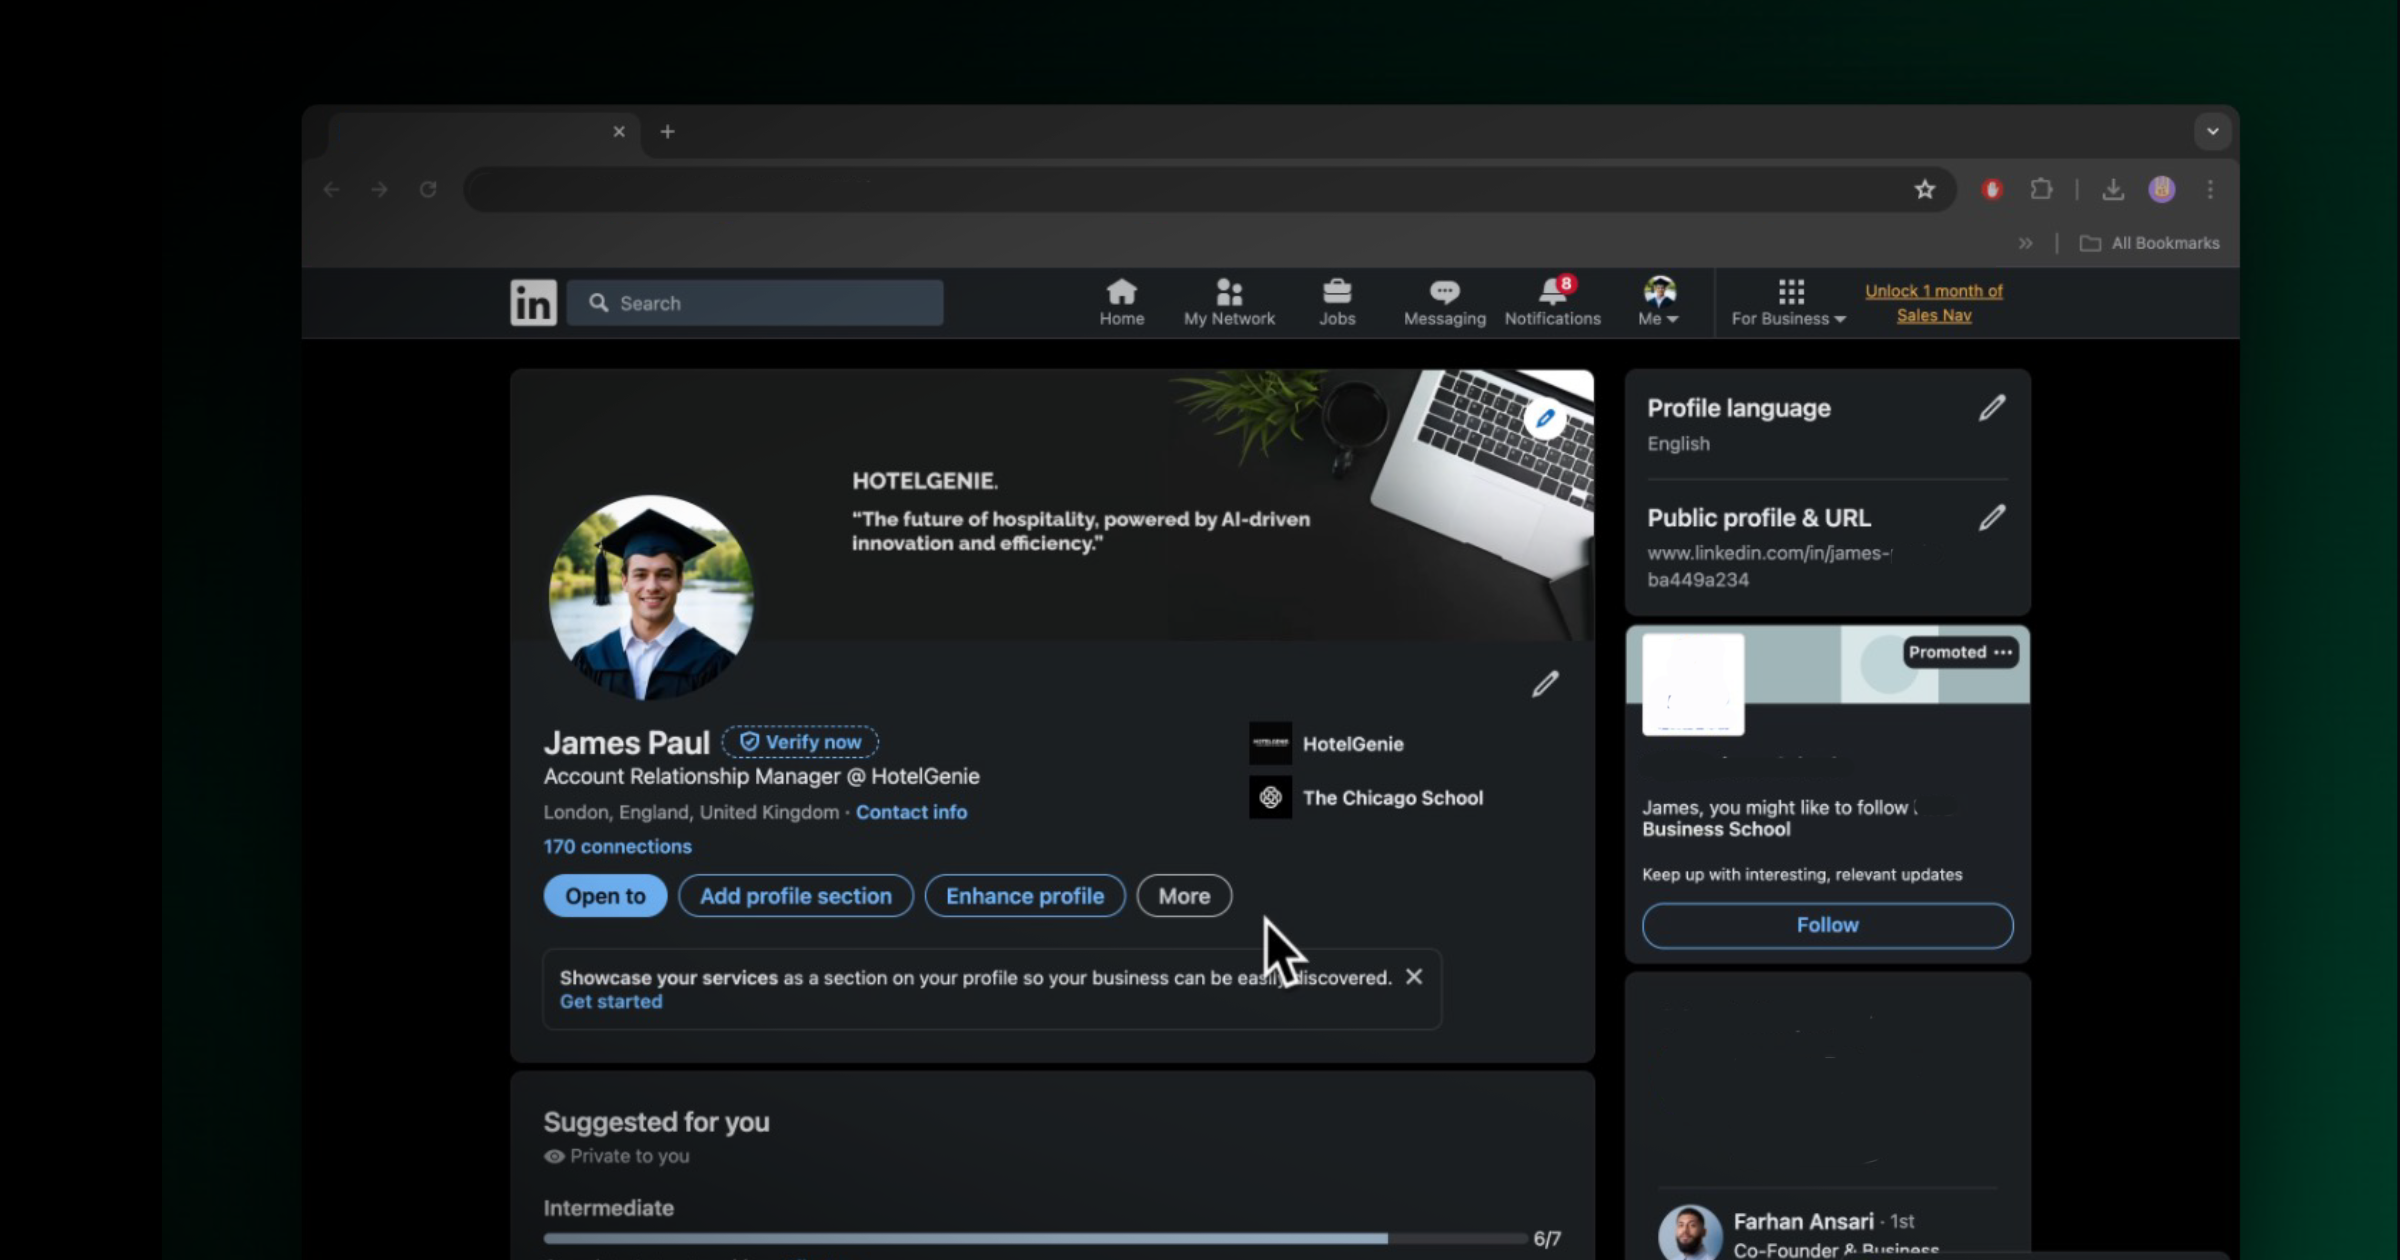 All Bookmarks
in
Search
Home
My Network
Jobs
Messaging
8
Notifications
Me
For Business
Unlock 1 month of
Sales Nav
HOTELGENIE.
“The future of hospitality, powered by AI-driven
innovation and efficiency.”
James Paul
Verify now
Account Relationship Manager @ HotelGenie
London, England, United Kingdom · Contact info
170 connections
HOTELGENIE
HotelGenie
The Chicago School
Open to
Add profile section
Enhance profile
More
Showcase your services as a section on your profile so your business can be easily discovered.
Get started
Suggested for you
Private to you
Intermediate
6/7
Profile language
English
Public profile & URL
www.linkedin.com/in/james-
ba449a234
Promoted
James, you might like to follow
Business School
Keep up with interesting, relevant updates
Follow
Farhan Ansari · 1st
Co-Founder & Business